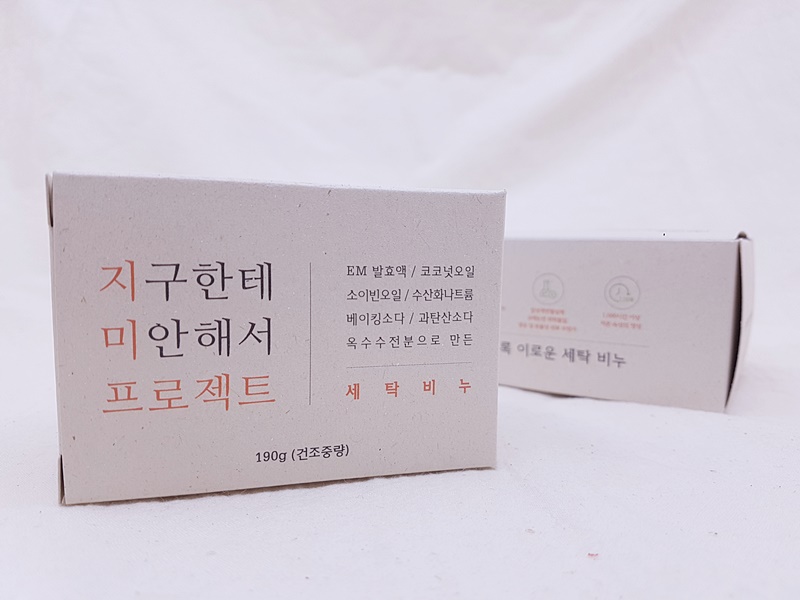 지구한테
미안해서
프로젝트
EM 발효액 / 코코넛오일
소이빈오일 / 수산화나트륨
베이킹소다 / 과탄산소다
옥수수전분으로 만든
세탁비누
190g (건조중량)
록 이로운 세탁 비누